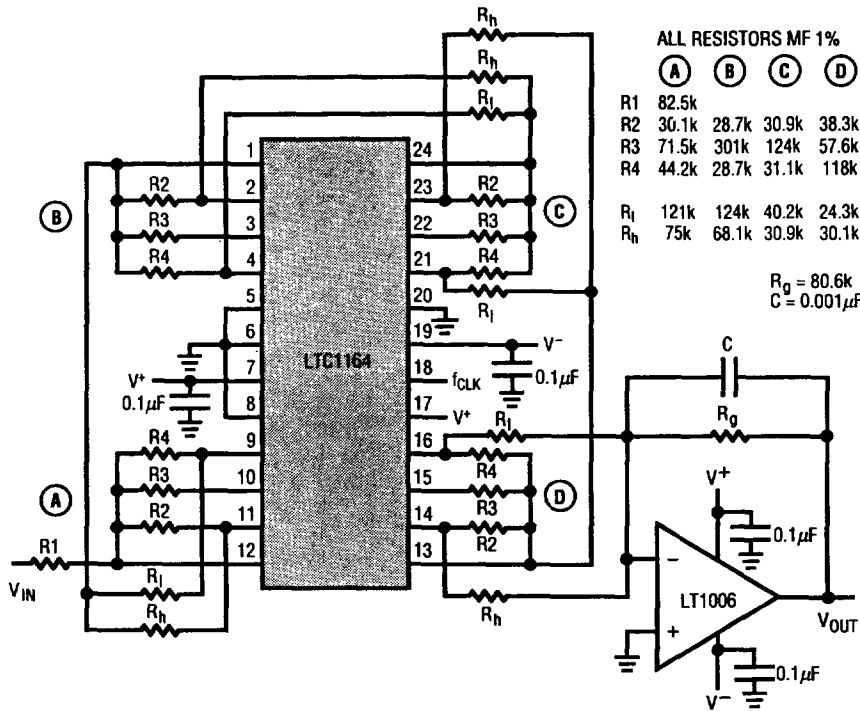 Rh
ALL RESISTORS MF 1%
Rh
A B C D
Rl
R1 82.5k
R2 30.1k 28.7k 30.9k 38.3k
R3 71.5k 301k 124k 57.6k
R4 44.2k 28.7k 31.1k 118k
Rl 121k 124k 40.2k 24.3k
Rh 75k 68.1k 30.9k 30.1k
Rg = 80.6k
C = 0.001µF
1 24
R2 2 23 R2
B C
R3 3 22 R3
R4 4 21 R4
5 20
Rl
6 19 V−
LTC1164
V+ 7 18 fCLK
0.1µF 0.1µF
8 17 V+
R4 9 16 Rl
R3 10 15 R4
A D
R2 11 14 R3
R1 12 13 R2
VIN
Rl
Rh
Rh
C
Rg
V+
0.1µF
−
LT1006
+
VOUT
0.1µF
V−